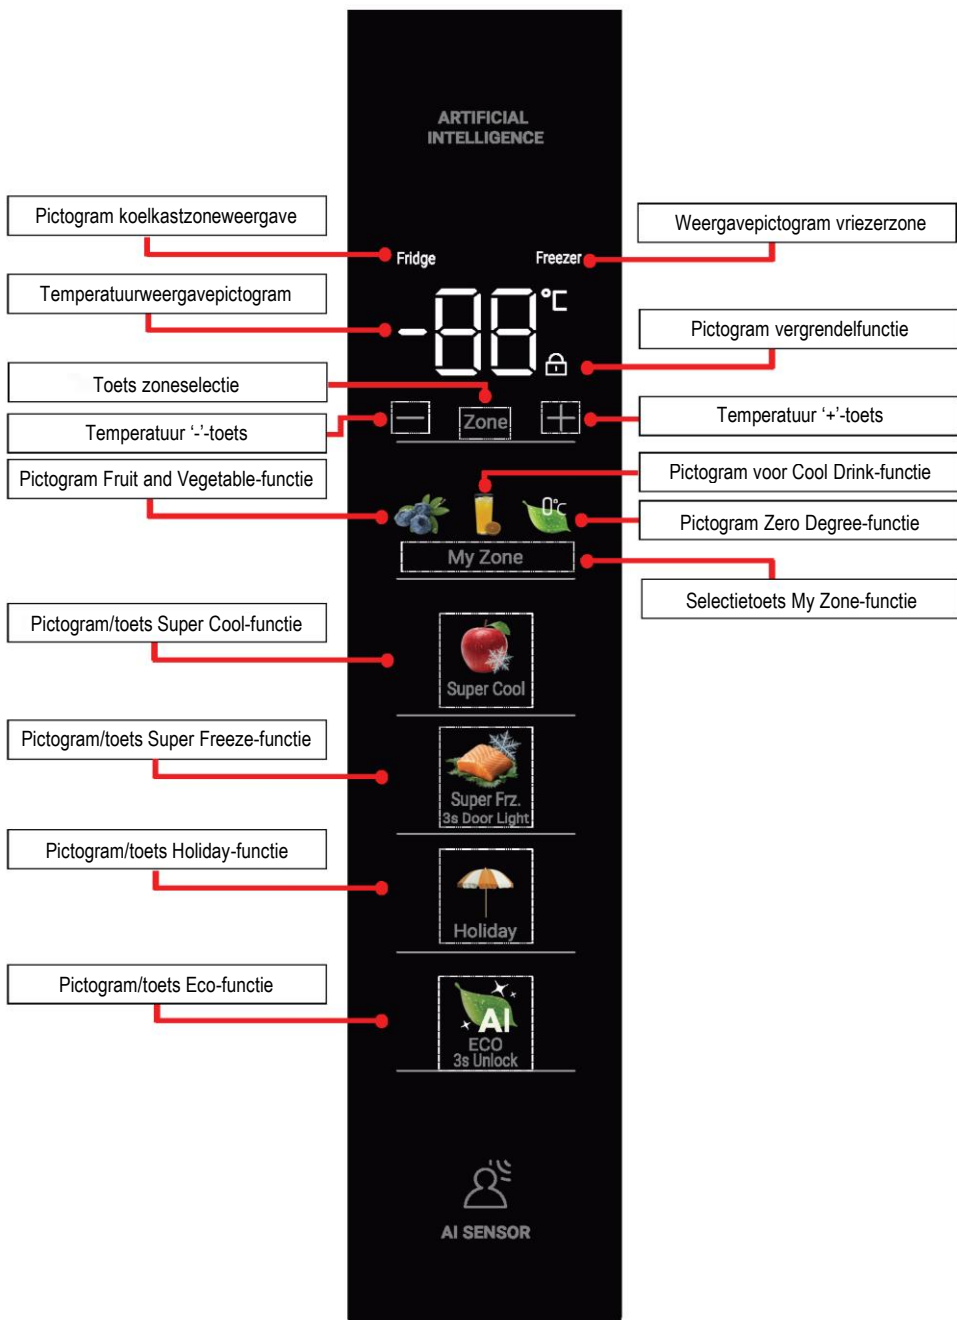 ARTIFICIAL
INTELLIGENCE
Pictogram koelkastzoneweergave
Weergavepictogram vriezerzone
Fridge
Freezer
Temperatuurweergavepictogram
-88 °C
Pictogram vergrendelfunctie
Toets zoneselectie
Zone
Temperatuur ‘-’-toets
Temperatuur ‘+’-toets
Pictogram Fruit and Vegetable-functie
Pictogram voor Cool Drink-functie
0°C
Pictogram Zero Degree-functie
My Zone
Selectietoets My Zone-functie
Pictogram/toets Super Cool-functie
Super Cool
Pictogram/toets Super Freeze-functie
Super Frz.
3s Door Light
Pictogram/toets Holiday-functie
Holiday
Pictogram/toets Eco-functie
AI
ECO
3s Unlock
AI SENSOR